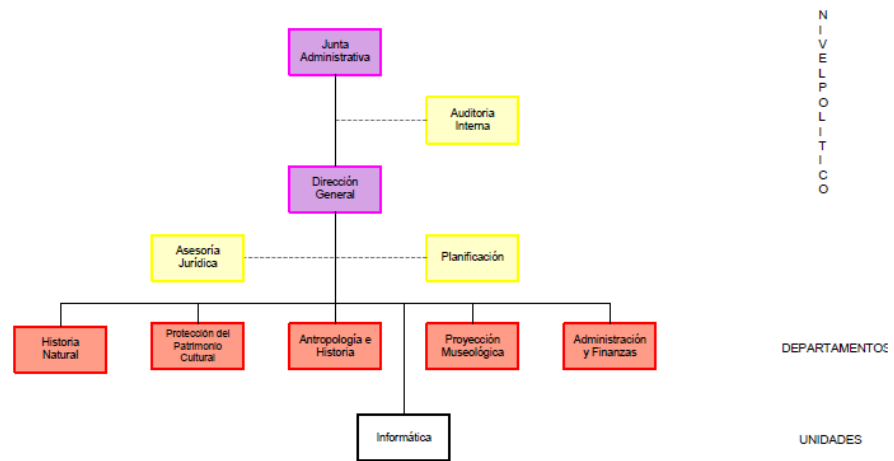 Junta
Administrativa
Auditoria
Interna
Dirección
General
Asesoría
Jurídica
Planificación
Historia
Natural
Protección del
Patrimonio
Cultural
Antropología e
Historia
Proyección
Museológica
Administración
y Finanzas
Informática
N
I
V
E
L
P
O
L
I
T
I
C
O
DEPARTAMENTOS
UNIDADES